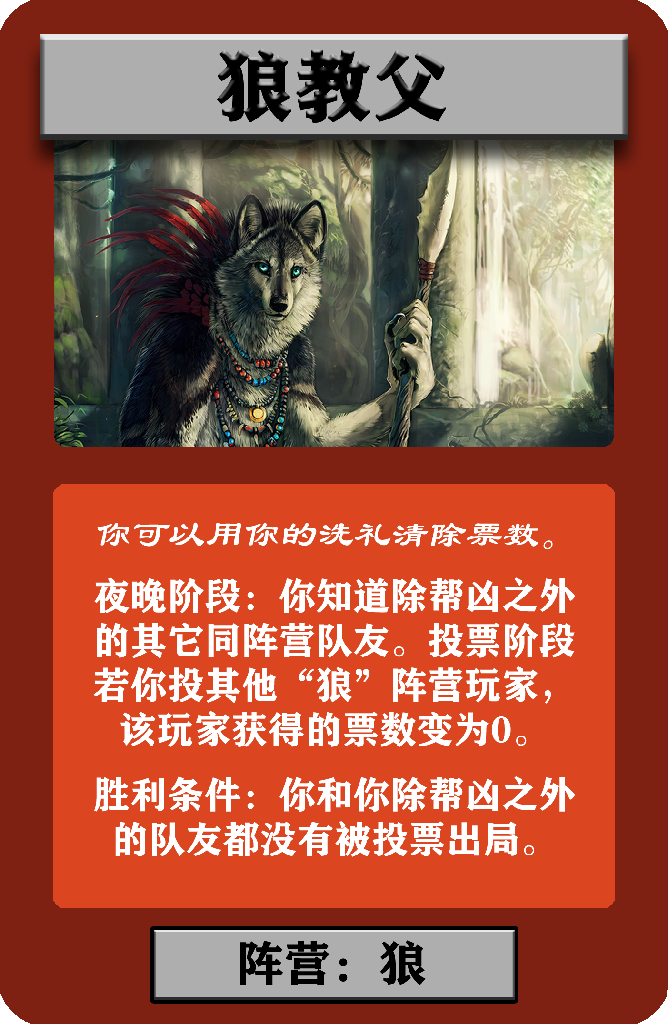 狼教父
你可以用你的洗礼清除票数。
夜晚阶段：你知道除帮凶之外
的其它同阵营队友。投票阶段
若你投其他“狼”阵营玩家，
该玩家获得的票数变为0。
胜利条件：你和你除帮凶之外
的队友都没有被投票出局。
阵营：狼